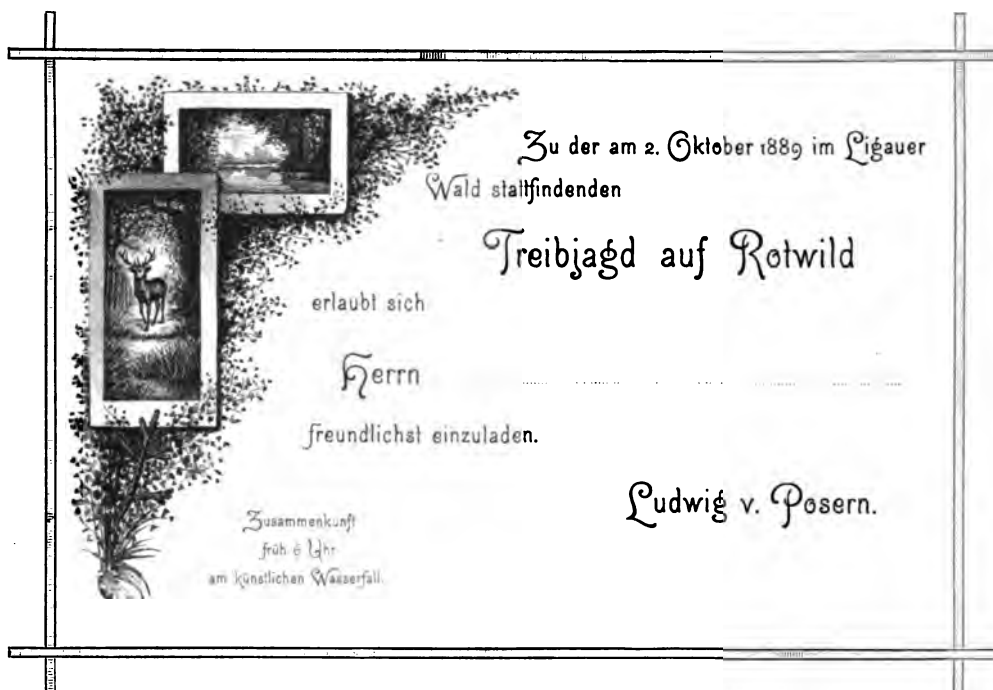 Zu der am 2. Oktober 1889 im Ligauer
Wald stattfindenden
Treibjagd auf Rotwild
erlaubt sich
Herrn
freundlichst einzuladen.
Ludwig v. Posern.
Zusammenkunft
früh 6 Uhr
am künstlichen Wasserfall.